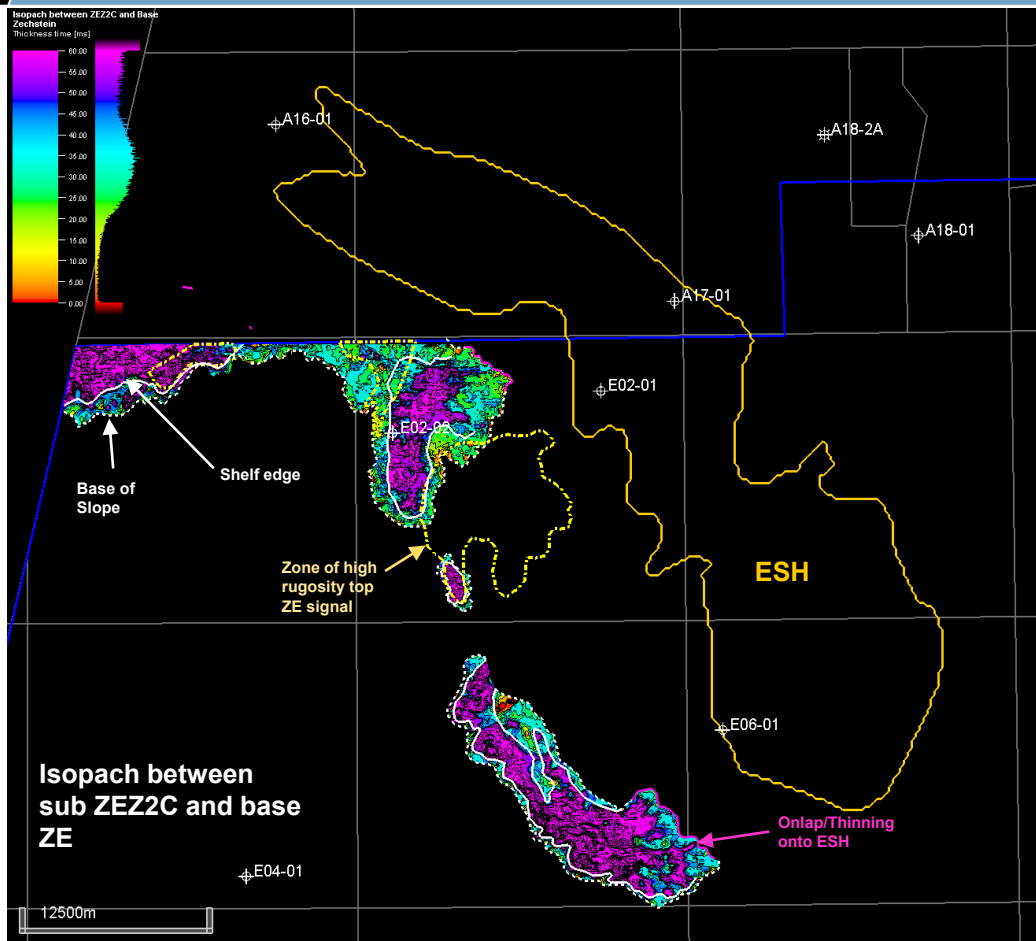 Isopach between ZEZ2C and Base
Zechstein
Thickness time [ms]
60.00
55.00
50.00
45.00
40.00
35.00
30.00
25.00
20.00
15.00
10.00
5.00
0.00
A16-01
A18-2A
A18-01
A17-01
E02-01
E02-02
Shelf edge
Base of
Slope
Zone of high
rugosity top
ZE signal
ESH
E06-01
Isopach between
sub ZEZ2C and base
ZE
Onlap/Thinning
onto ESH
E04-01
12500m